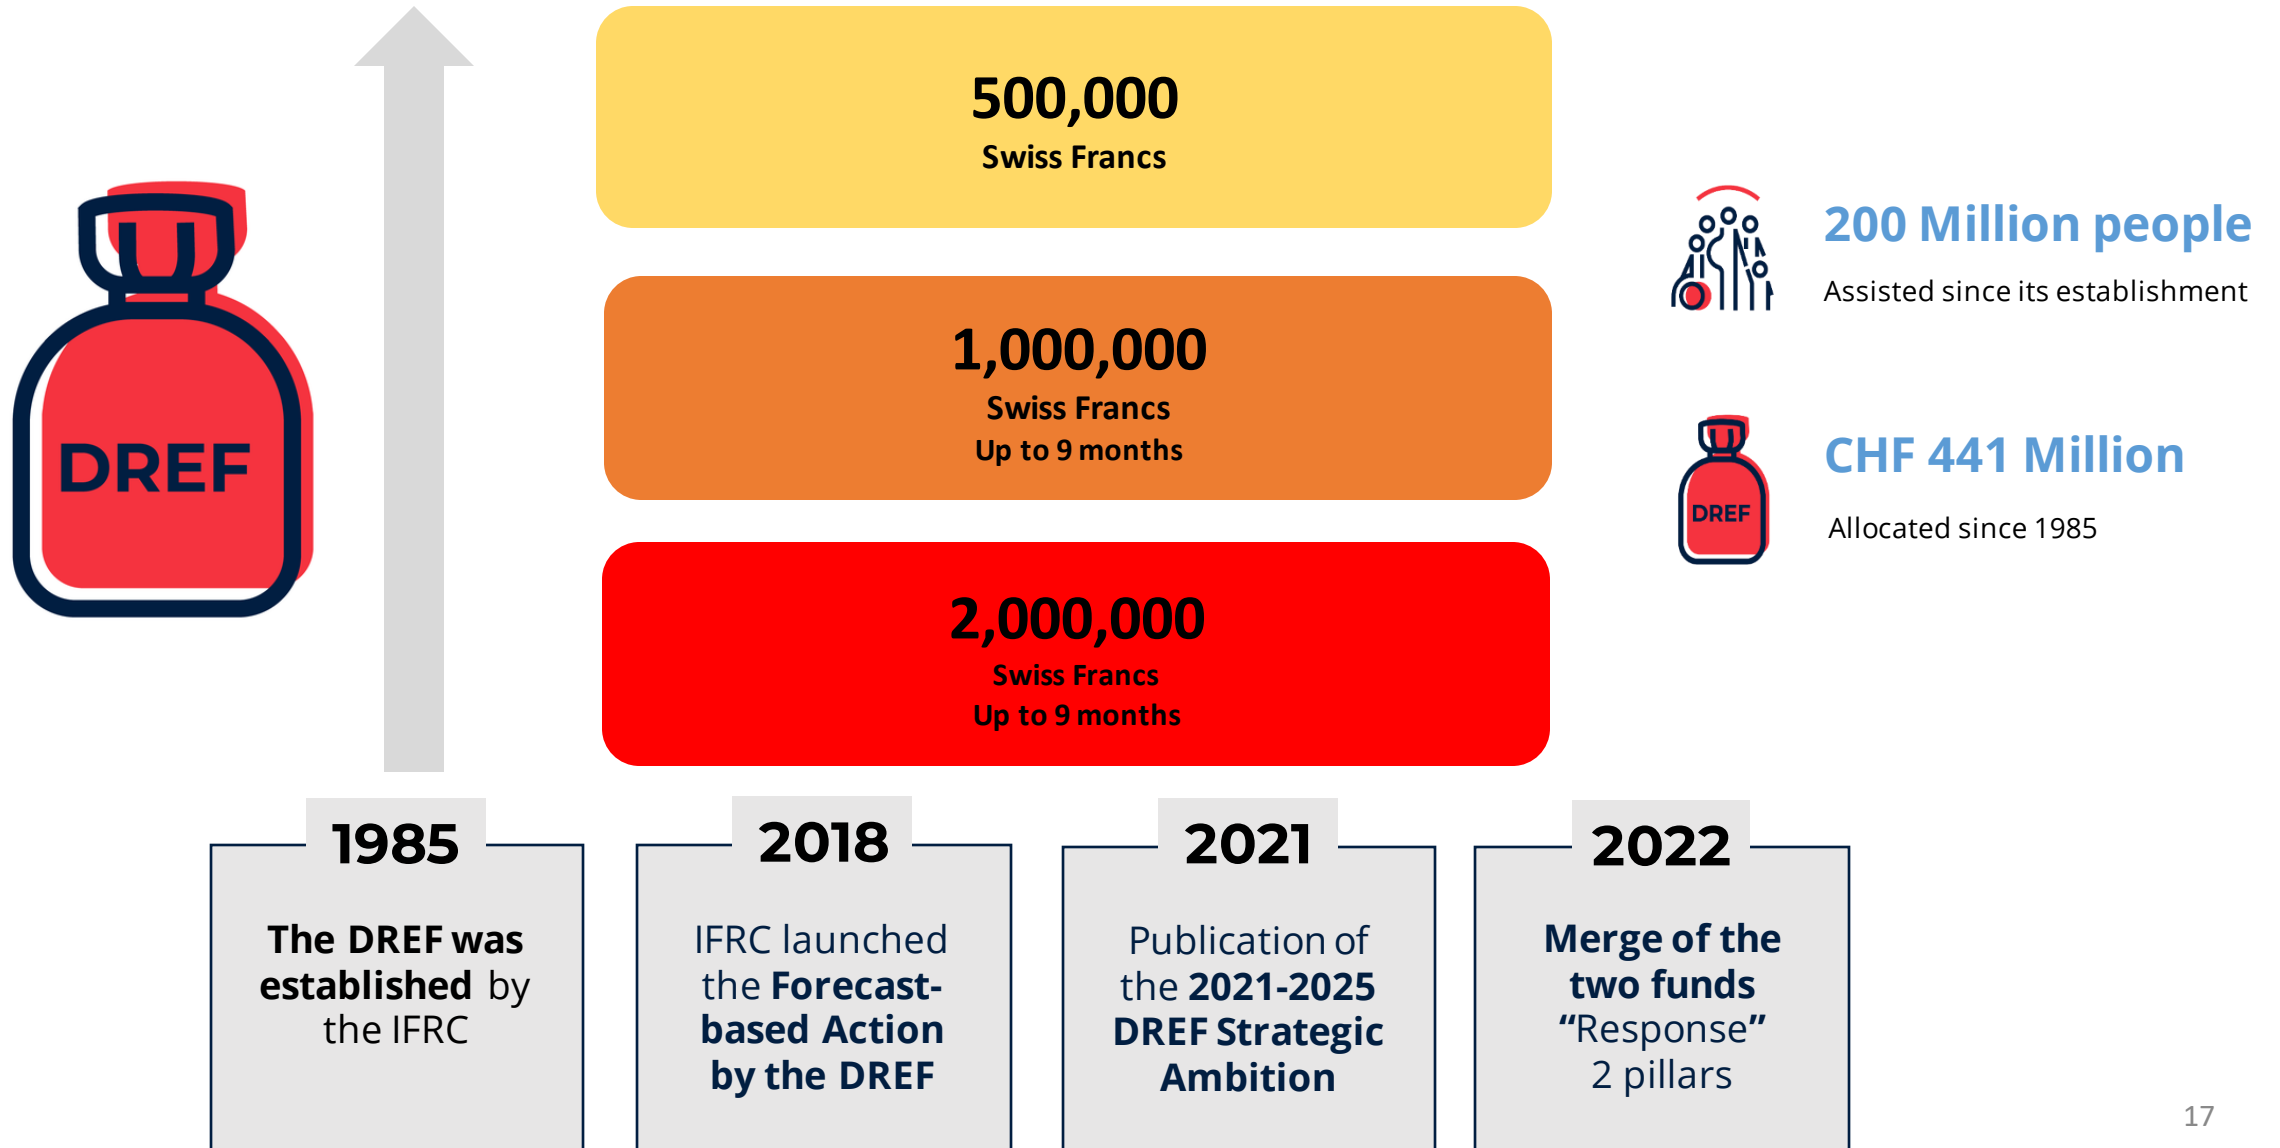 DREF
500,000
Swiss Francs
1,000,000
Swiss Francs
Up to 9 months
2,000,000
Swiss Francs
Up to 9 months
200 Million people
Assisted since its establishment
DREF
CHF 441 Million
Allocated since 1985
1985
The DREF was
established by
the IFRC
2018
IFRC launched
the Forecast-
based Action
by the DREF
2021
Publication of
the 2021-2025
DREF Strategic
Ambition
2022
Merge of the
two funds
“Response”
2 pillars
17